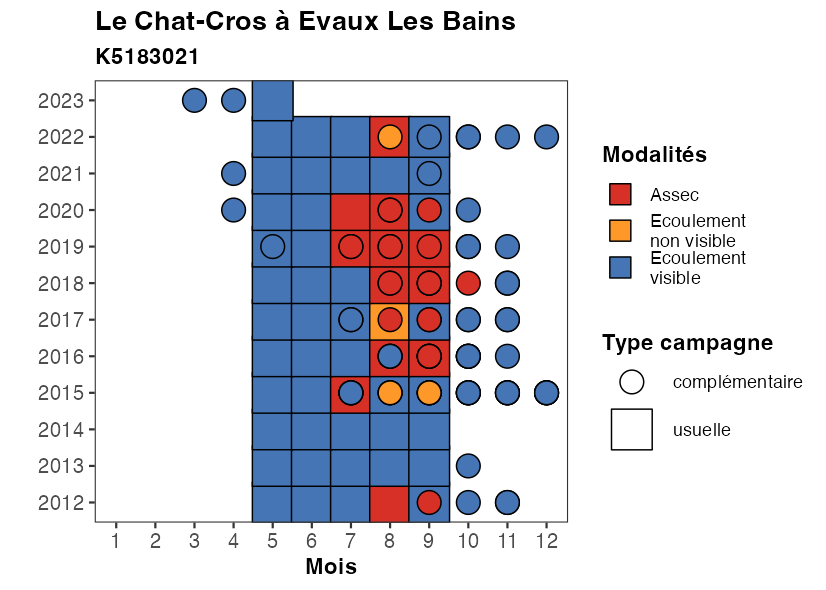 Le Chat-Cros à Evaux Les Bains
K5183021
2023
2022
2021
2020
2019
2018
2017
2016
2015
2014
2013
2012
1 2 3 4 5 6 7 8 9 10 11 12
Mois
Modalités
Assec
Ecoulement
non visible
Ecoulement
visible
Type campagne
complémentaire
usuelle